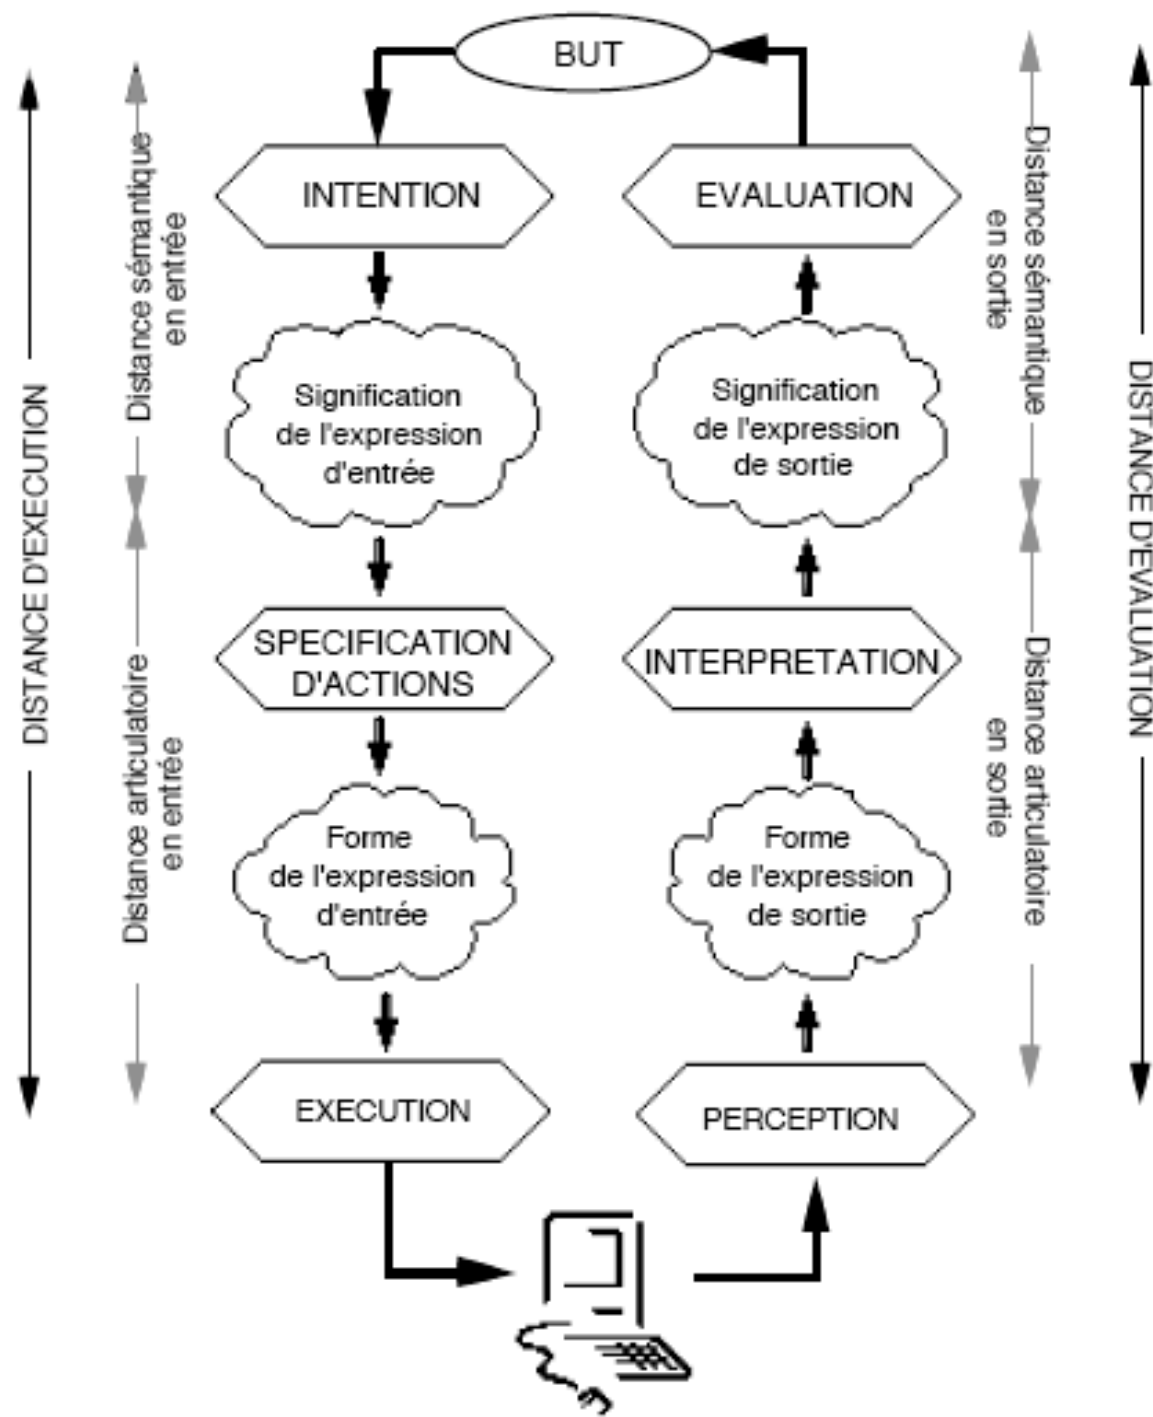 BUT
INTENTION
EVALUATION
Signification
de l'expression
d'entrée
Signification
de l'expression
de sortie
SPECIFICATION
D'ACTIONS
INTERPRETATION
Forme
de l'expression
d'entrée
Forme
de l'expression
de sortie
EXECUTION
PERCEPTION
DISTANCE D'EXECUTION
Distance sémantique
en entrée
Distance articulatoire
en entrée
Distance sémantique
en sortie
Distance articulatoire
en sortie
DISTANCE D'EVALUATION